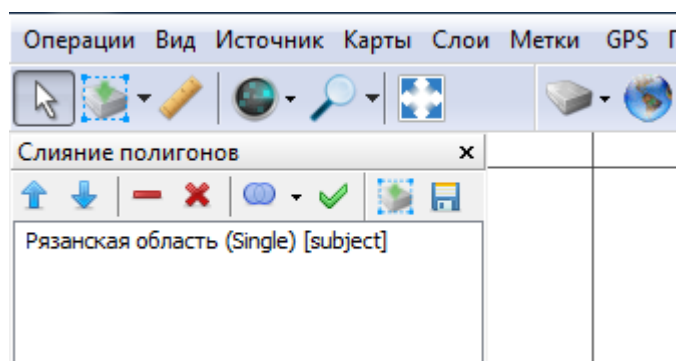 Операции Вид Источник Карты Слои Метки GPS
Слияние полигонов
Рязанская область (Single) [subject]